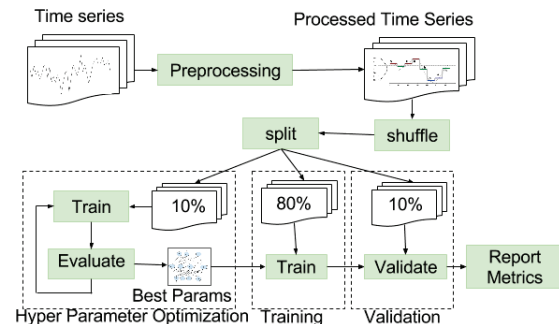 Time series
Processed Time Series
Preprocessing
split
shuffle
Train
10%
80%
10%
Evaluate
Best Params
Train
Validate
Report
Metrics
Hyper Parameter Optimization
Training
Validation